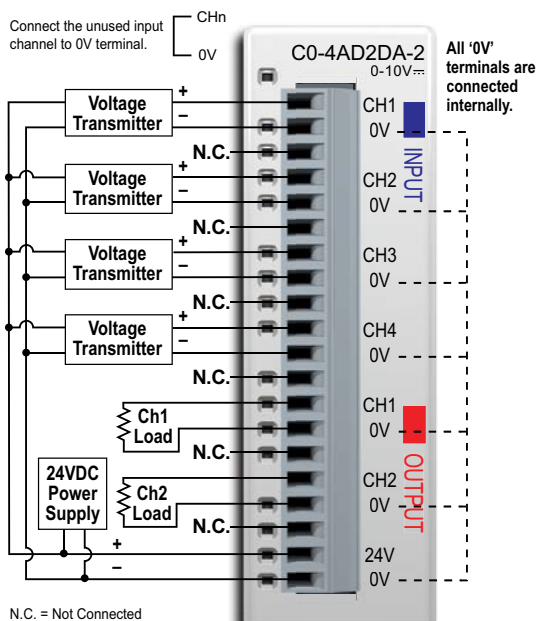 Connect the unused input
channel to 0V terminal.
CHn
0V
C0-4AD2DA-2
0-10V⎓
All ‘0V’
terminals are
connected
internally.
+
Voltage
Transmitter
–
CH1
0V
N.C.
INPUT
+
Voltage
Transmitter
–
CH2
0V
N.C.
+
Voltage
Transmitter
–
CH3
0V
N.C.
+
Voltage
Transmitter
–
CH4
0V
N.C.
Ch1
Load
CH1
0V
N.C.
OUTPUT
24VDC
Power
Supply
Ch2
Load
CH2
0V
N.C.
+
24V
–
0V
N.C. = Not Connected